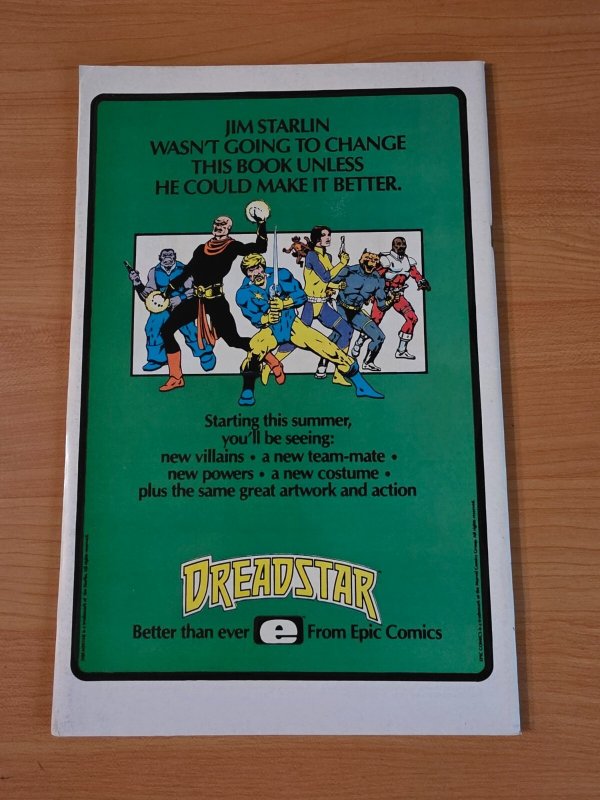 JIM STARLIN
WASN'T GOING TO CHANGE
THIS BOOK UNLESS
HE COULD MAKE IT BETTER.
Starting this summer,
you'll be seeing:
new villains • a new team-mate •
new powers • a new costume •
plus the same great artwork and action
DREADSTAR
Better than ever e From Epic Comics